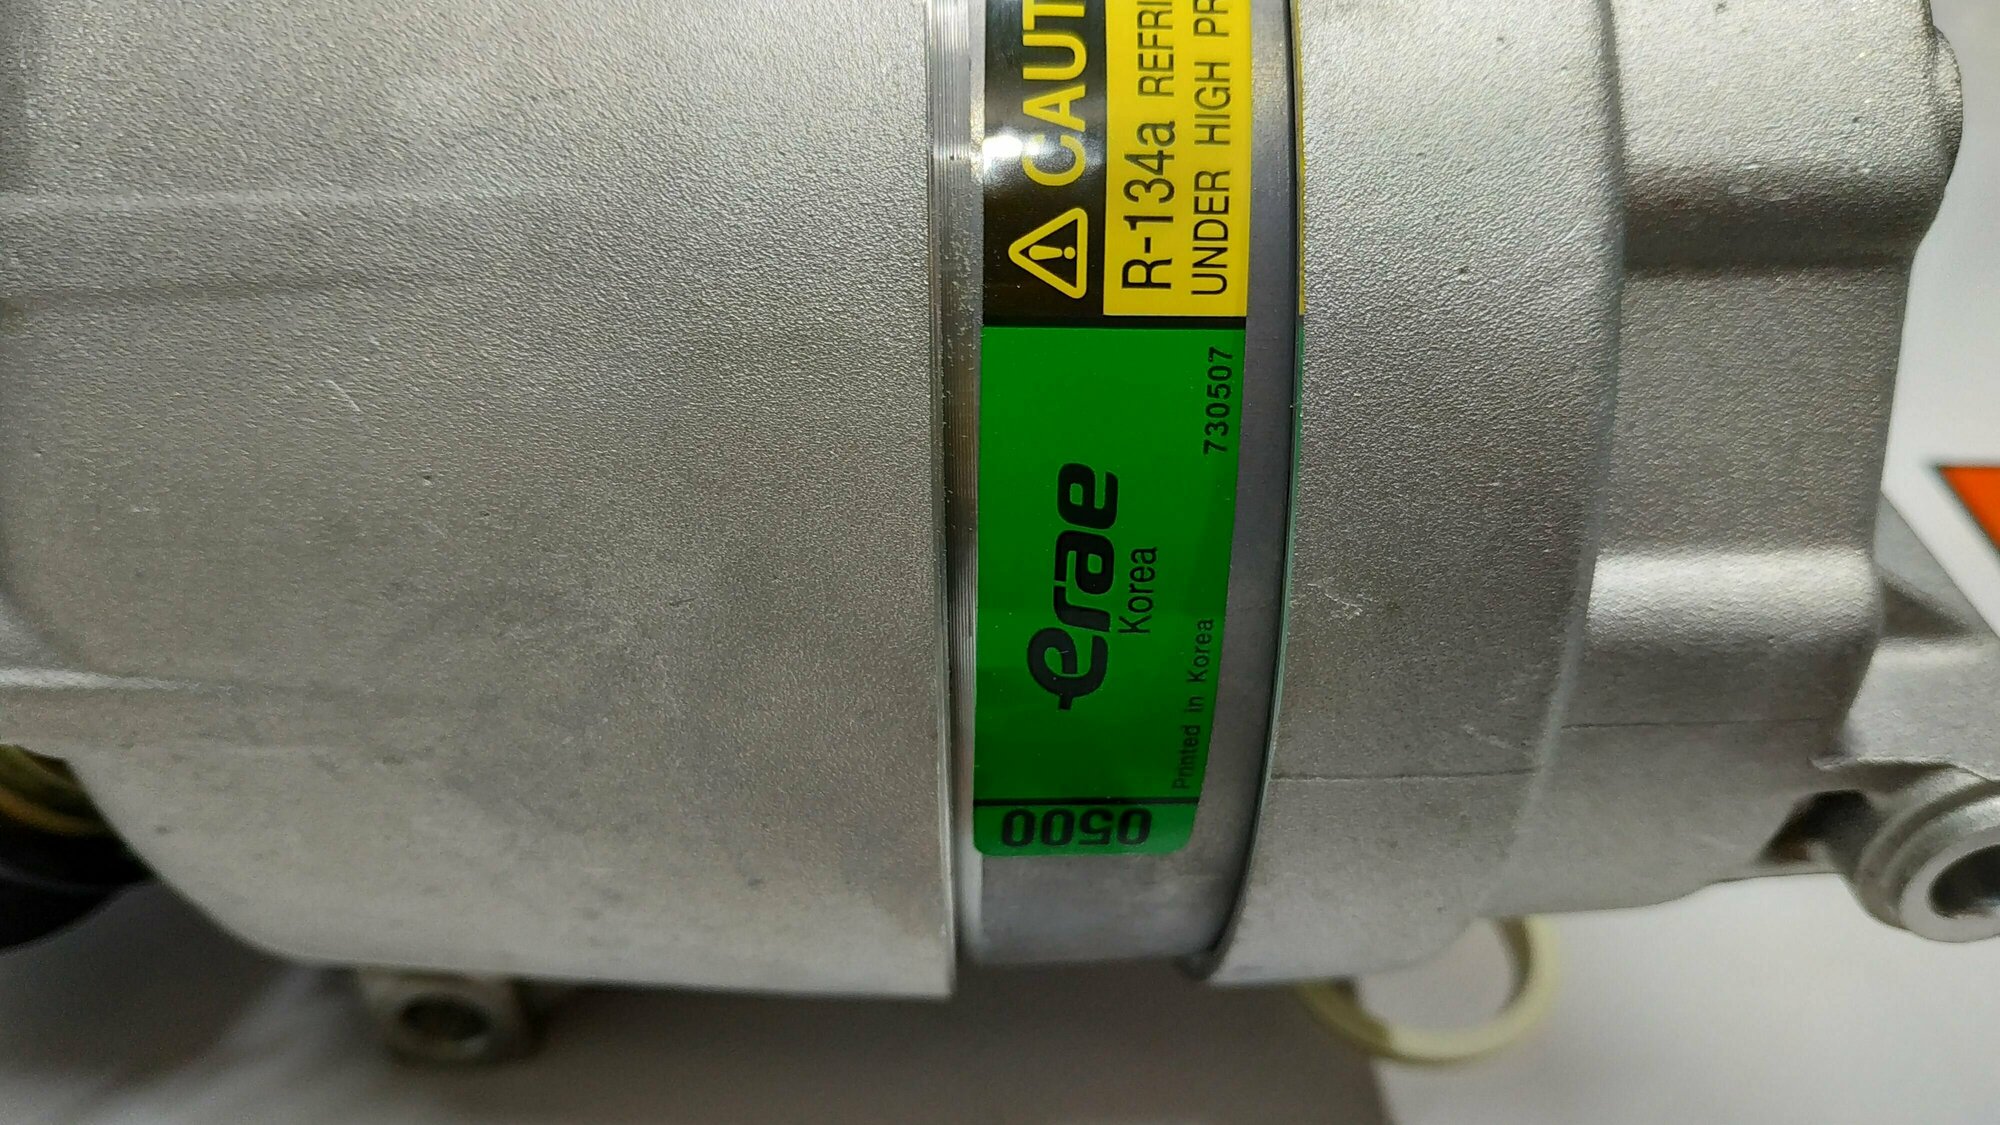 CAUT
R-134a REFRI
UNDER HIGH PR
730507
erae
Korea
Printed in Korea
0500